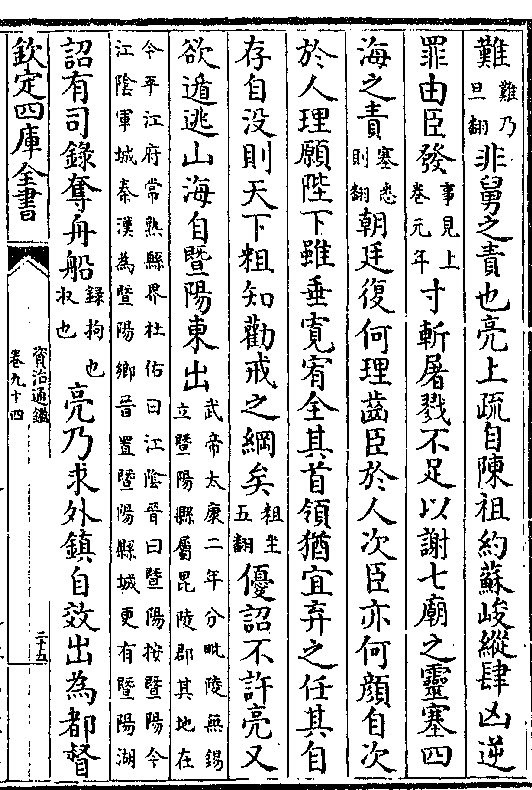 難難乃旦翻非舅之責也亮上疏自陳祖約蘇峻縱肆凶逆
罪由臣發事見上卷元年寸斬屠戮不足以謝七廟之靈塞四
海之責塞悉則翻朝廷復何理齒臣於人次臣亦何顔自次
於人理願陛下雖垂寛宥全其首領猶宜弃之任其自
存自没則天下粗知勸戒之綱矣粗坐五翻優詔不許亮又
欲遁逃山海自暨陽東出武帝太康二年分毗陵無錫立暨陽縣屬毘陵郡其地在
今平江府常熟縣界杜佑曰江陰晉曰暨陽按暨陽今江陰軍城秦漢為暨陽鄉晉置暨陽縣城更有暨陽湖
詔有司錄奪舟船録拘也收也亮乃求外鎮自效出為都督
欽定四庫全書
資治通鑑
卷九十四
二十五